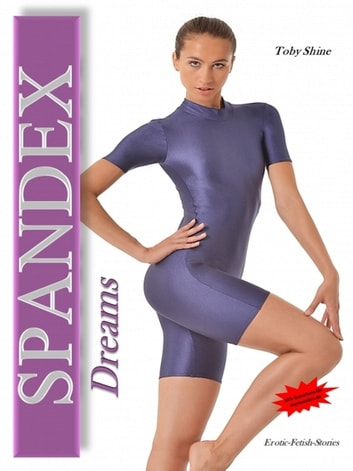 Toby Shine
SPANDEX
Dreams
Erotic-Fetish-Stories